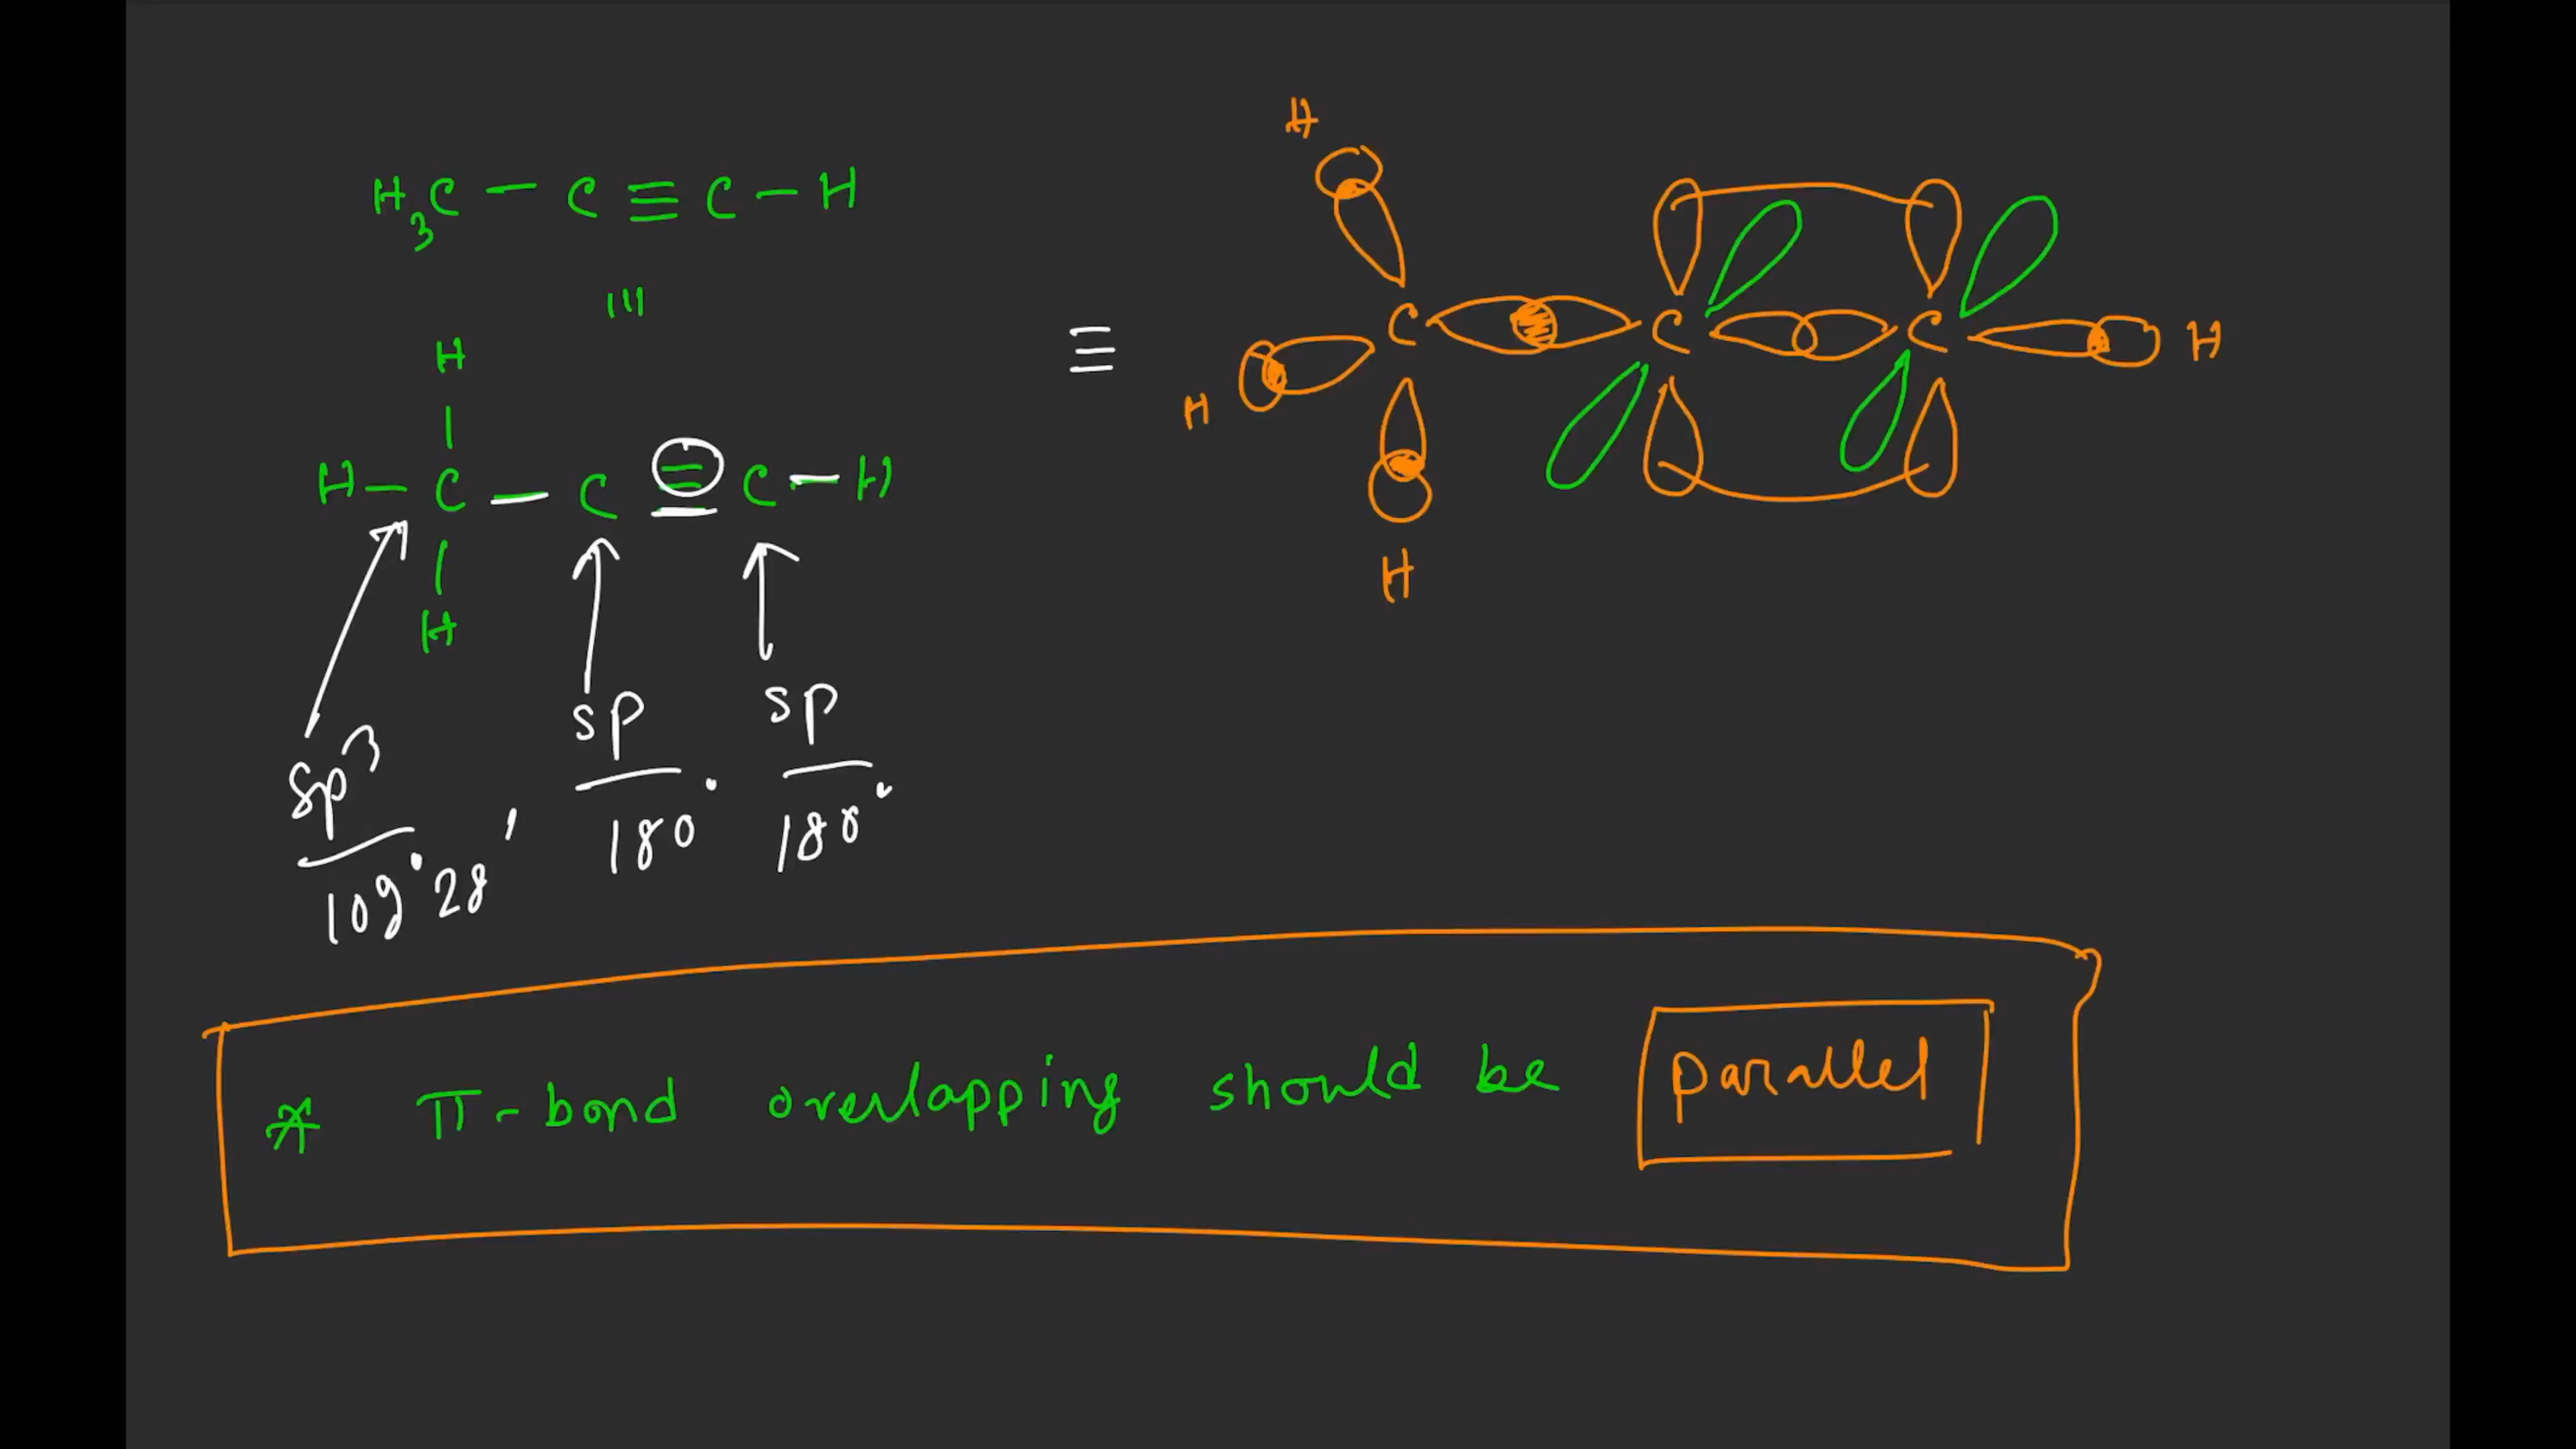 H3C - C ≡ C - H
≡
H
|
H - C - C ≡ C - H
|
H
sp3 sp sp
109°28' 180° 180°
≡
H
H C C C H
H
* π-bond overlapping should be parallel